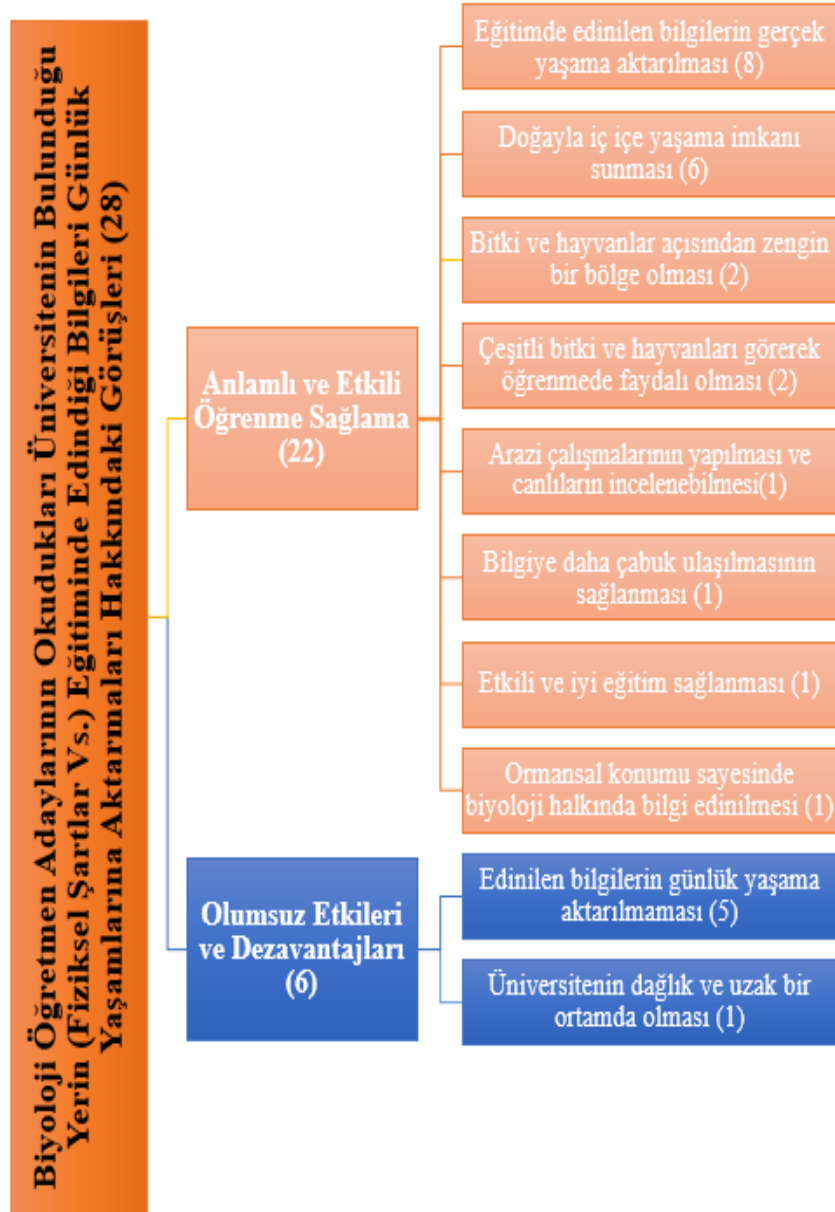 Biyoloji Öğretmen Adaylarının Okudukları Üniversitenin Bulunduğu
Yerin (Fiziksel Şartlar Vs.) Eğitiminde Edindiği Bilgileri Günlük
Yaşamlarına Aktarmaları Hakkındaki Görüşleri (28)
Anlamlı ve Etkili
Öğrenme Sağlama
(22)
Eğitimde edinilen bilgilerin gerçek
yaşama aktarılması (8)
Doğayla iç içe yaşama imkanı
sunması (6)
Bitki ve hayvanlar açısından zengin
bir bölge olması (2)
Çeşitli bitki ve hayvanları görerek
öğrenmede faydalı olması (2)
Arazi çalışmalarının yapılması ve
canlıların incelenebilmesi(1)
Bilgiye daha çabuk ulaşılmasının
sağlanması (1)
Etkili ve iyi eğitim sağlanması (1)
Ormansal konumu sayesinde
biyoloji halkında bilgi edinilmesi (1)
Olumsuz Etkileri
ve Dezavantajları
(6)
Edinilen bilgilerin günlük yaşama
aktarılmaması (5)
Üniversitenin dağlık ve uzak bir
ortamda olması (1)